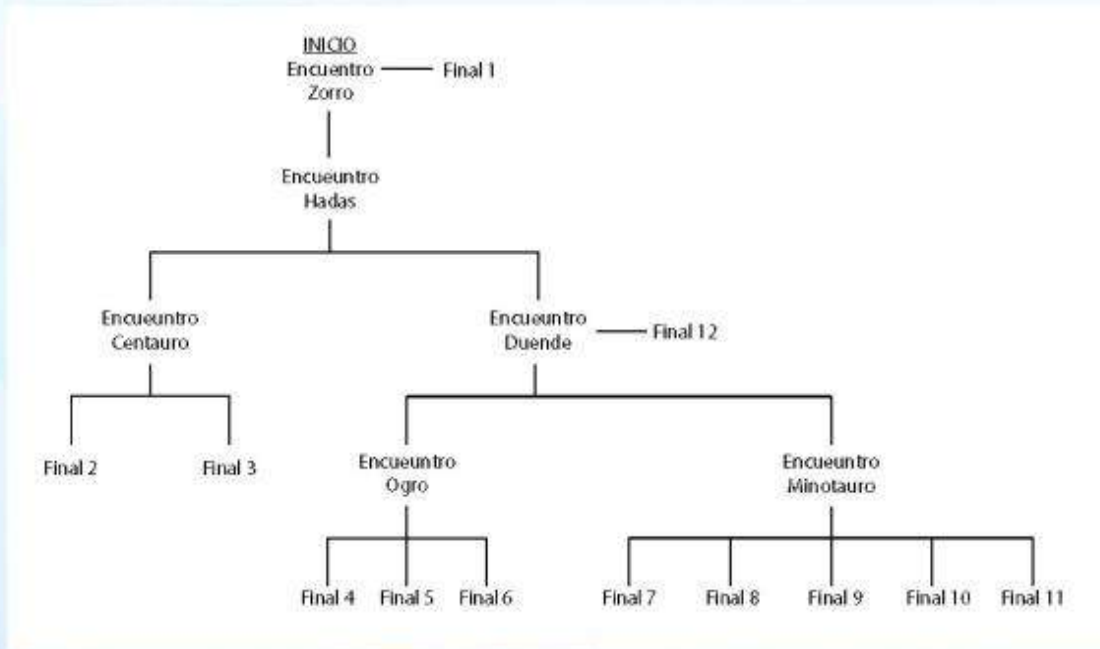 INICIO
Encuentro
Zorro
Final 1
Encueuntro
Hadas
Encueuntro
Centauro
Encueuntro
Duende
Final 12
Final 2
Final 3
Encueuntro
Ogro
Encueuntro
Minotauro
Final 4
Final 5
Final 6
Final 7
Final 8
Final 9
Final 10
Final 11